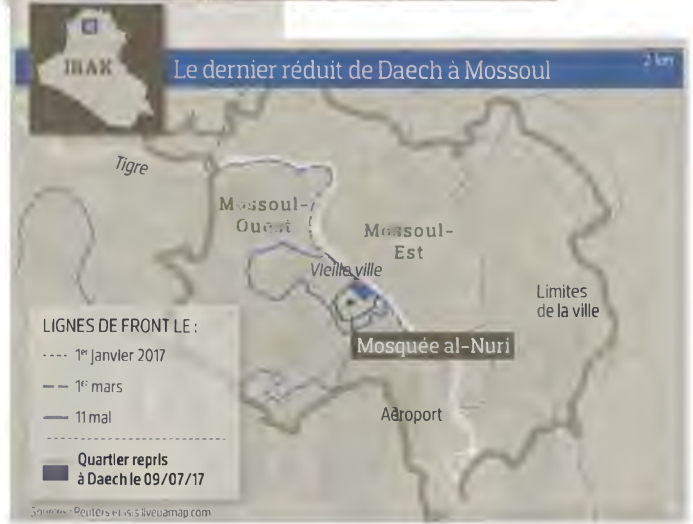 IRAK
Le dernier réduit de Daech à Mossoul
2 km
Tigre
Mossoul-
Ouest
Mossoul-
Est
Vieille ville
Limites
de la ville
Mosquée al-Nuri
Aéroport
LIGNES DE FRONT LE :
1er janvier 2017
1er mars
11 mai
Quartier repris
à Daech le 09/07/17
Sources : Reuters et isis.liveuamap.com